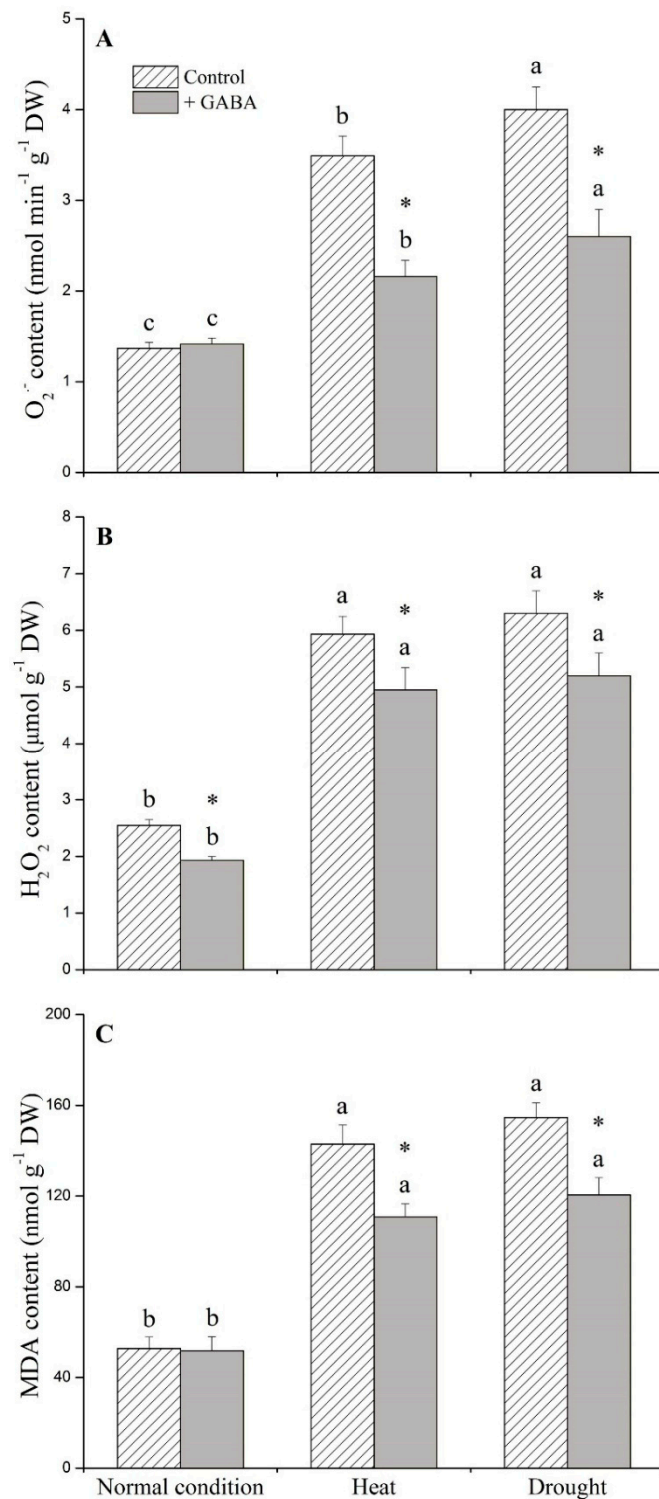 A
Control
+ GABA
O₂·⁻ content (nmol min⁻¹ g⁻¹ DW)
5
4
3
2
1
0
c
c
b
*
b
a
*
a
B
H₂O₂ content (μmol g⁻¹ DW)
8
7
6
5
4
3
2
1
0
b
*
b
a
*
a
a
*
a
C
MDA content (nmol g⁻¹ DW)
200
160
120
80
40
0
b
b
a
*
a
a
*
a
Normal condition Heat Drought